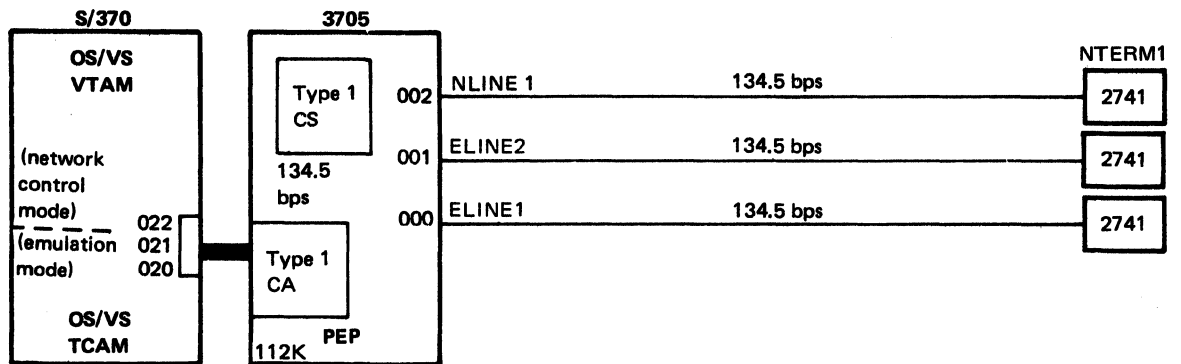 S/370
3705
OS/VS
VTAM
(network
control
mode)
022
(emulation
021
mode)
020
OS/VS
TCAM
Type 1
CS
134.5
bps
Type 1
CA
PEP
112K
002
NLINE 1
134.5 bps
NTERM1
2741
001
ELINE2
134.5 bps
2741
000
ELINE1
134.5 bps
2741